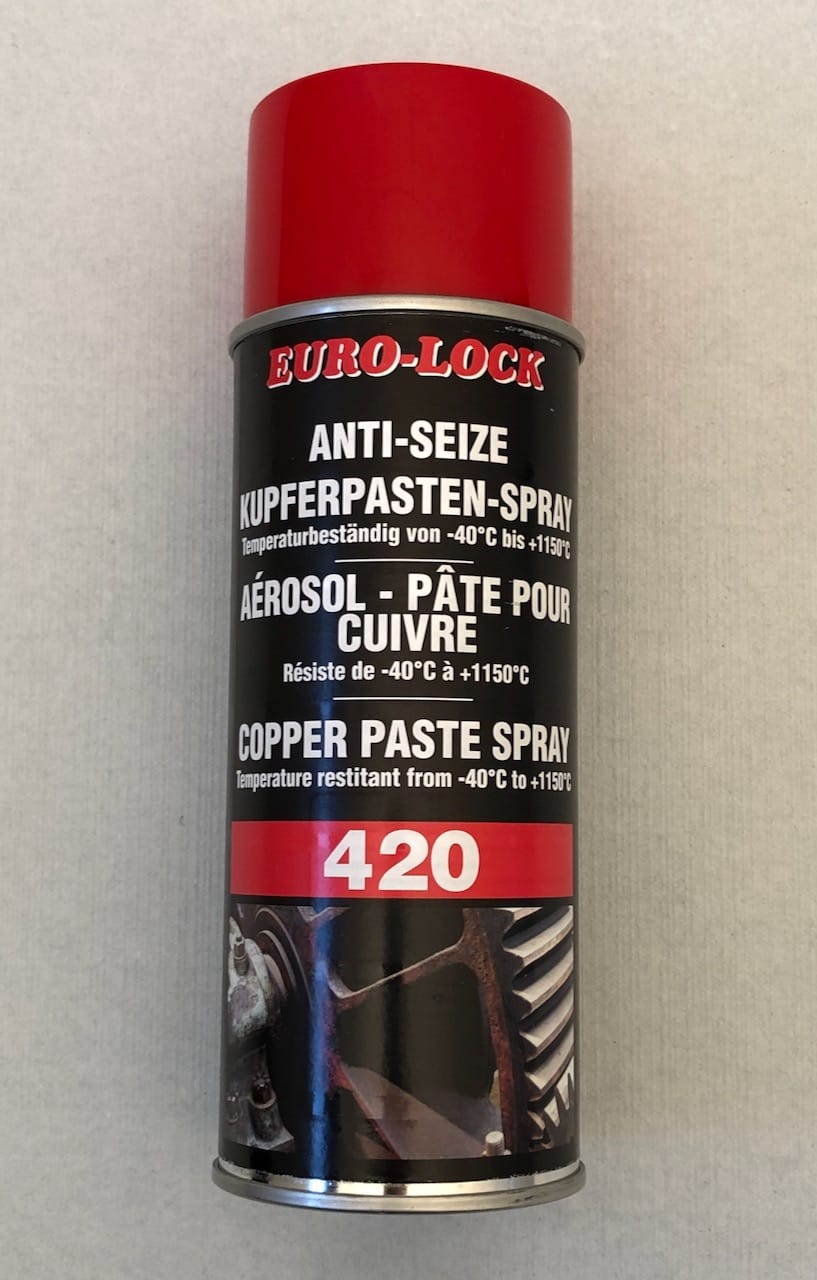 EURO-LOCK
ANTI-SEIZE
KUPFERPASTEN-SPRAY
Temperaturbeständig von -40°C bis +1150°C
AÉROSOL - PÂTE POUR
CUIVRE
Résiste de -40°C à +1150°C
COPPER PASTE SPRAY
Temperature restitant from -40°C to +1150°C
420